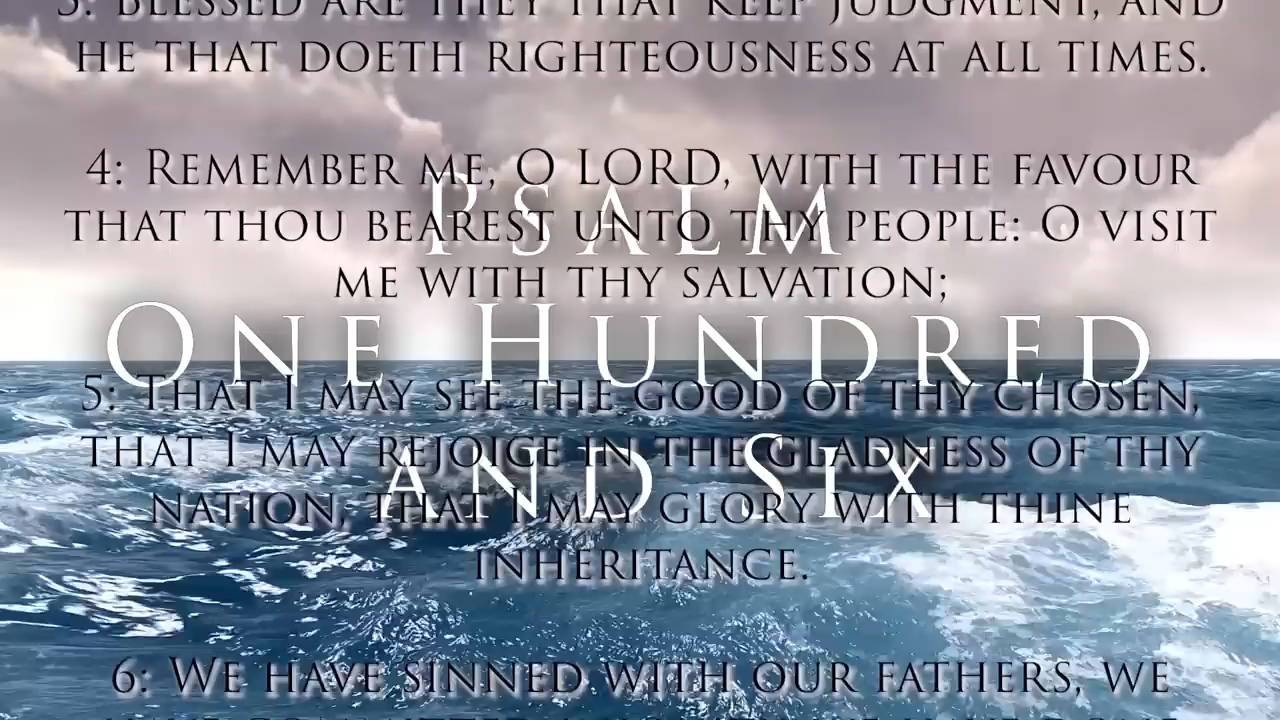 3: Blessed are they that keep judgment, and
he that doeth righteousness at all times.
4: Remember me, O LORD, with the favour
that thou bearest unto thy people: O visit
me with thy salvation;
Psalm
One Hundred
and Six
5: That I may see the good of thy chosen,
that I may rejoice in the gladness of thy
nation, that I may glory with thine
inheritance.
6: We have sinned with our fathers, we